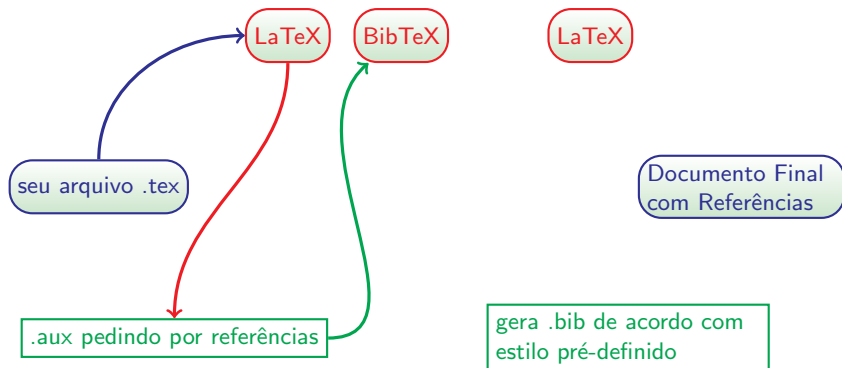 LaTeX
BibTeX
LaTeX
seu arquivo .tex
Documento Final
com Referências
.aux pedindo por referências
gera .bib de acordo com
estilo pré-definido